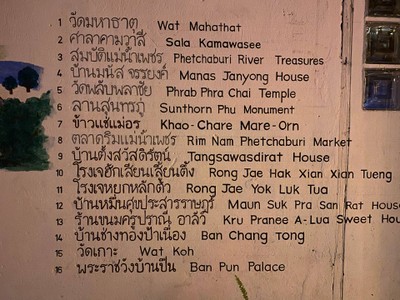 1 วัดมหาธาตุ Wat Mahathat
2 ศาลาคามวาสี Sala Kamawasee
3 สมบัติแม่น้ำเพชร Phetchaburi River Treasures
4 บ้านมนัส จรรยงค์ Manas Janyong House
5 วัดพลับพลาชัย Phrab Phra Chai Temple
6 ลานสุนทรภู่ Sunthorn Phu Monument
7 ข้าวแช่แม่อร Khao-Chare Mare-Orn
8 ตลาดริมแม่น้ำเพชร Rim Nam Phetchaburi Market
9 บ้านตั้งสวัสดิรัตน์ Tangsawasdirat House
10 โรงเจฮักเสียนเสียนตึ้ง Rong Jae Hak Xian Xian Tueng
11 โรงเจหยกหลักตั๊ว Rong Jae Yok Luk Tua
12 บ้านหมื่นศุขประสารราษฎร์ Maun Suk Pra San Rat House
13 ร้านขนมครูปราณี อาลัวี Kru Pranee A-Lua Sweet Hou
14 บ้านช่างทองป้าเนื่อง Ban Chang Tong
15 วัดเกาะ Wat Koh
16 พระราชวังบ้านปืน Ban Pun Palace